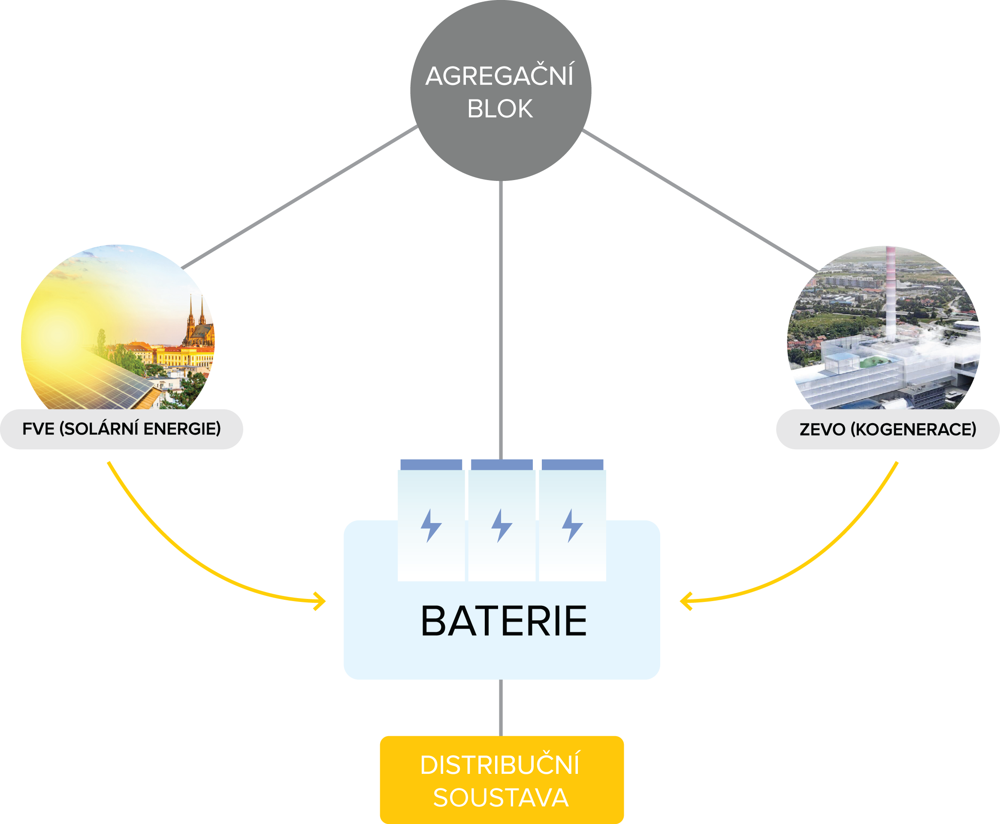 AGREGAČNÍ
BLOK
FVE (SOLÁRNÍ ENERGIE)
ZEVO (KOGENERACE)
BATERIE
DISTRIBUČNÍ
SOUSTAVA